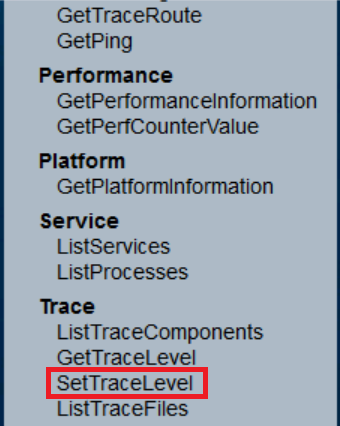 GetTraceRoute
GetPing
Performance
GetPerformanceInformation
GetPerfCounterValue
Platform
GetPlatformInformation
Service
ListServices
ListProcesses
Trace
ListTraceComponents
GetTraceLevel
SetTraceLevel
ListTraceFiles